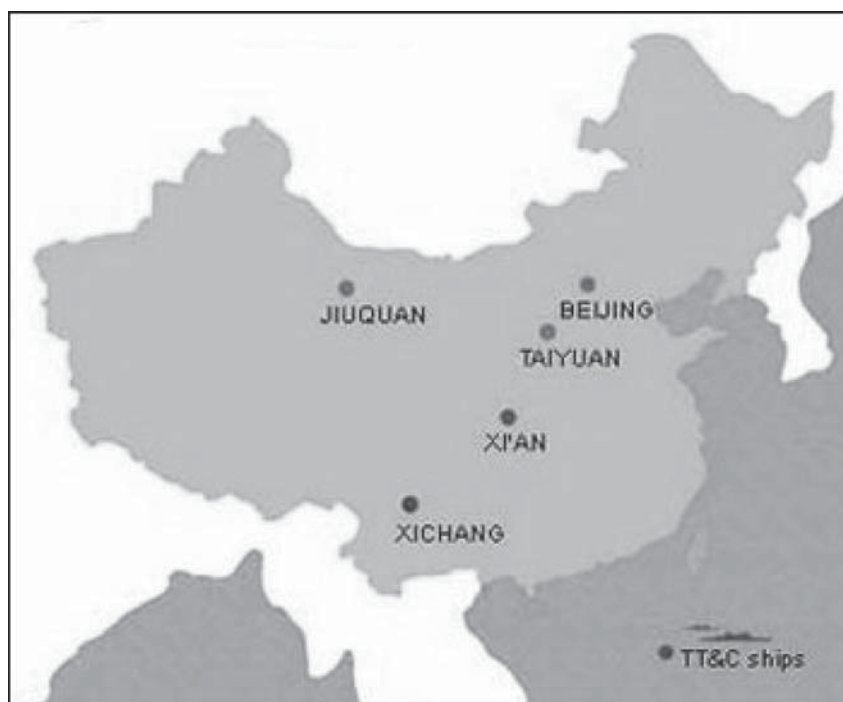 BEIJING
JIUQUAN
TAIYUAN
XI'AN
XICHANG
TT&C ships